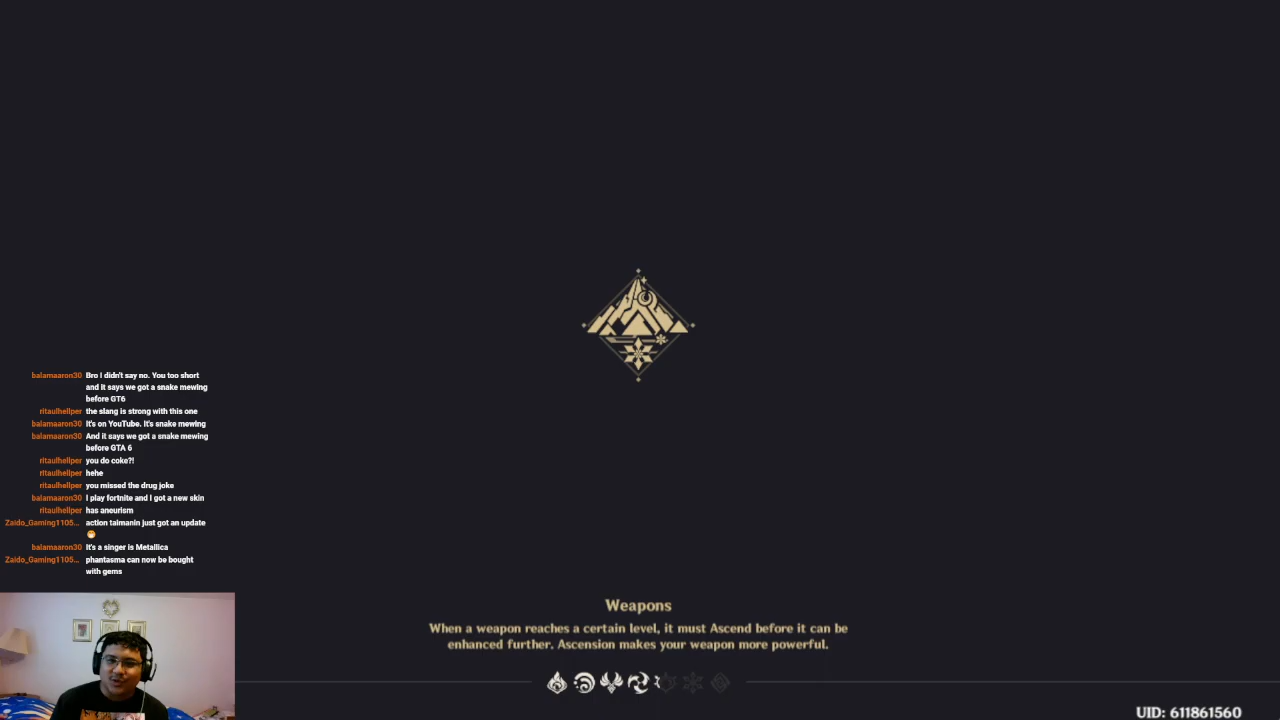 balamaaron30 Bro I didn't say no. You too short
and it says we got a snake mewing
before GT6
ritaulhellper the slang is strong with this one
balamaaron30 It's on YouTube. It's snake mewing
balamaaron30 And it says we got a snake mewing
before GTA 6
ritaulhellper you do coke?!
ritaulhellper hehe
ritaulhellper you missed the drug joke
balamaaron30 I play fortnite and I got a new skin
ritaulhellper has aneurism
Zaido_Gaming1105... action talmanin just got an update
balamaaron30 It's a singer is Metallica
Zaido_Gaming1105... phantasma can now be bought
with gems
Weapons
When a weapon reaches a certain level, it must Ascend before it can be
enhanced further. Ascension makes your weapon more powerful.
UID: 611861560